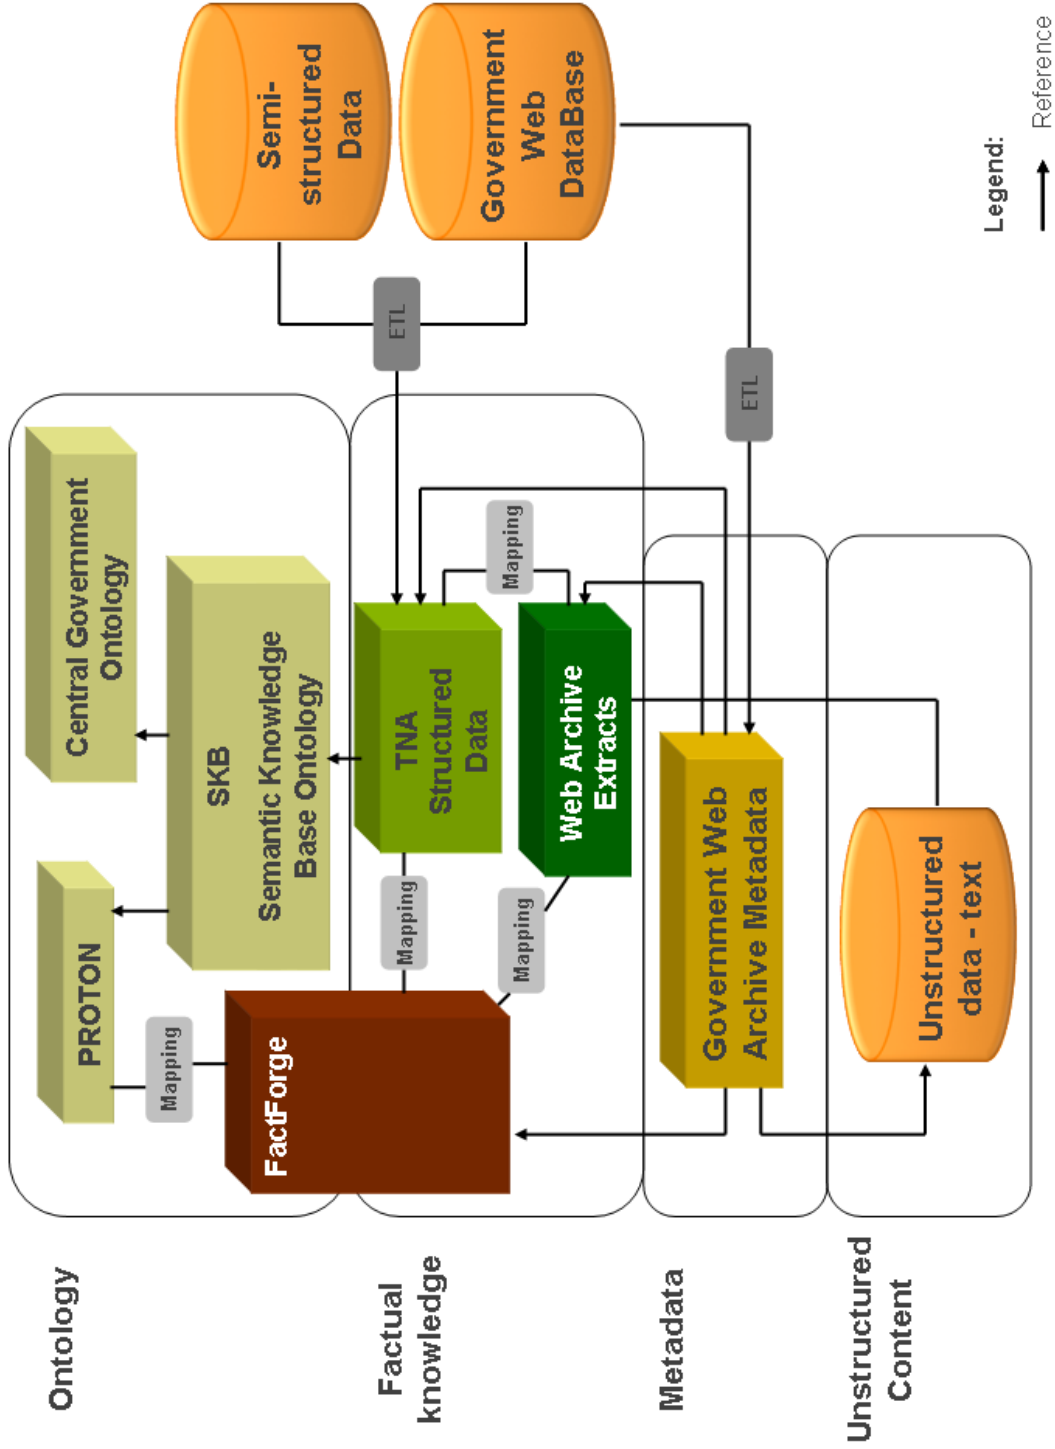 Ontology
PROTON
Central Government
Ontology
Mapping
SKB
Semantic Knowledge
Base Ontology
Semi-
structured
Data
Factual
knowledge
FactForge
Mapping
TNA
Structured
Data
ETL
Mapping
Mapping
Web Archive
Extracts
Government
Web
DataBase
Metadata
Government Web
Archive Metadata
ETL
Unstructured
Content
Unstructured
data - text
Legend:
Reference